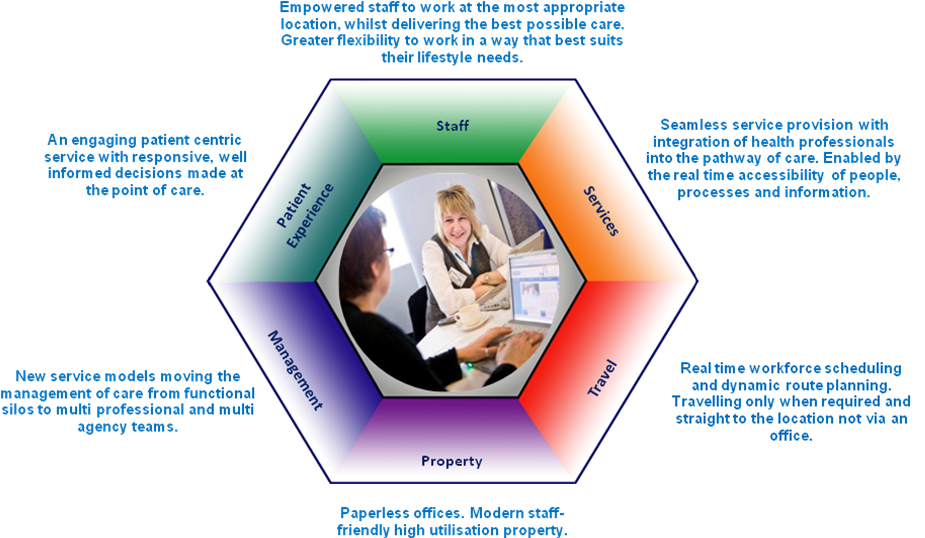 Empowered staff to work at the most appropriate
location, whilst delivering the best possible care.
Greater flexibility to work in a way that best suits
their lifestyle needs.
Staff
An engaging patient centric
service with responsive, well
informed decisions made at
the point of care.
Patient
Experience
Seamless service provision with
integration of health professionals
into the pathway of care. Enabled by
the real time accessibility of people,
processes and information.
Services
New service models moving the
management of care from functional
silos to multi professional and multi
agency teams.
Management
Real time workforce scheduling
and dynamic route planning.
Travelling only when required and
straight to the location not via an
office.
Travel
Property
Paperless offices. Modern staff-
friendly high utilisation property.